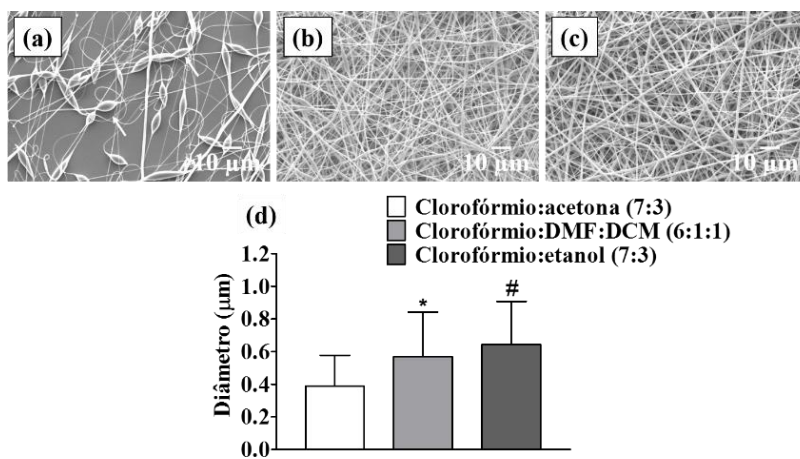 (a)
(b)
(c)
10 µm
10 µm
10 µm
(d)
Clorofórmio:acetona (7:3)
Clorofórmio:DMF:DCM (6:1:1)
Clorofórmio:etanol (7:3)
Diâmetro (µm)
1.2
1.0
0.8
0.6
0.4
0.2
0.0
*
#